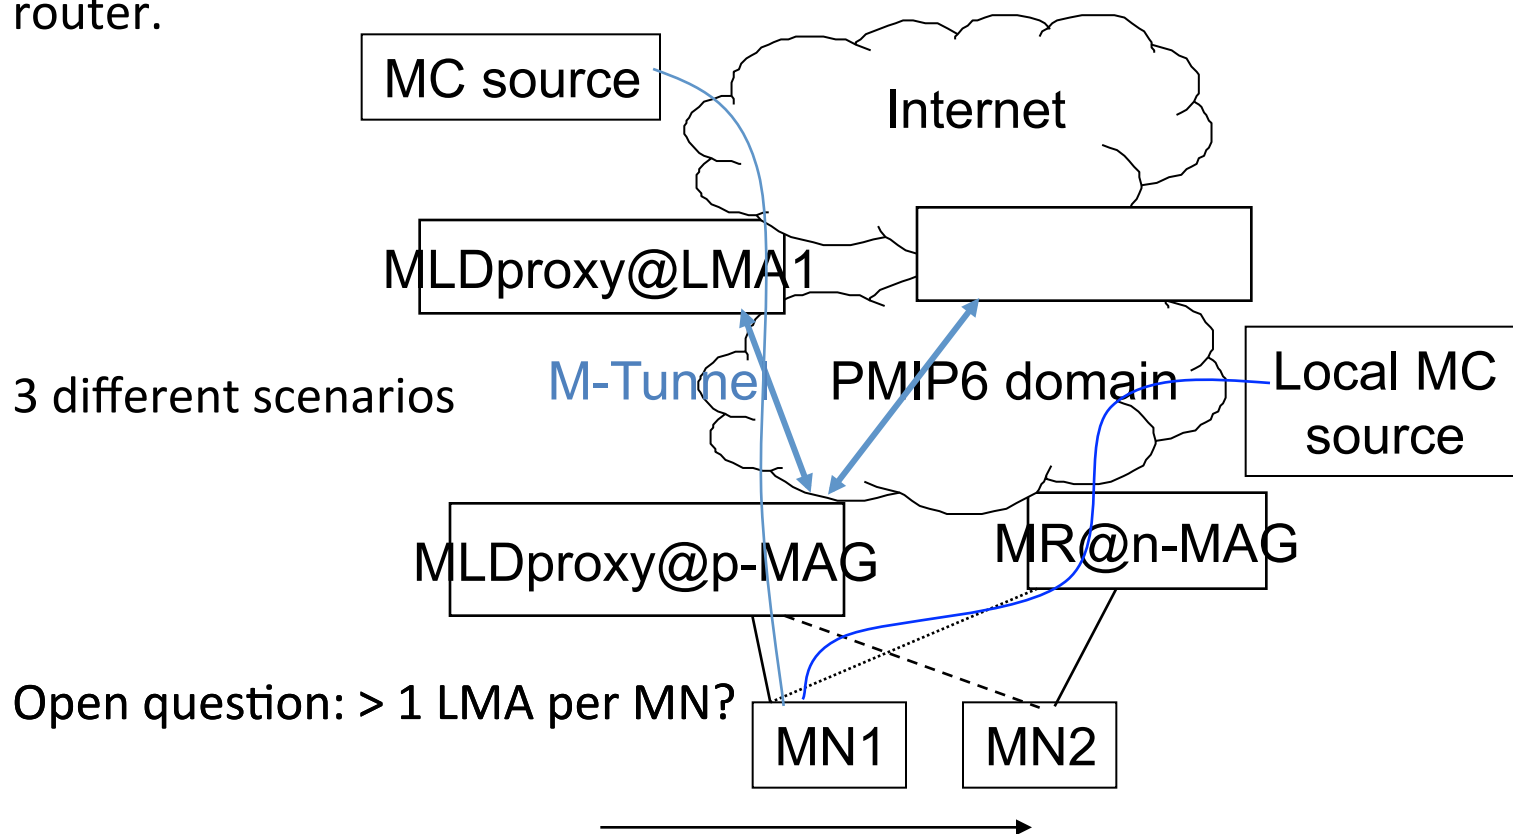 router.
MC source
Internet
MLDproxy@LMA1
3 different scenarios
M-Tunnel
PMIP6 domain
Local MC
source
MLDproxy@p-MAG
MR@n-MAG
Open question: > 1 LMA per MN?
MN1
MN2